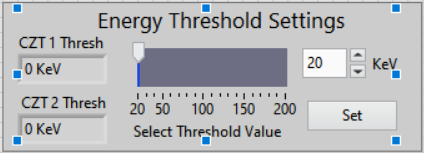 Energy Threshold Settings
CZT 1 Thresh
0 KeV
20 KeV
CZT 2 Thresh
0 KeV
20 50 100 150 200
Select Threshold Value
Set